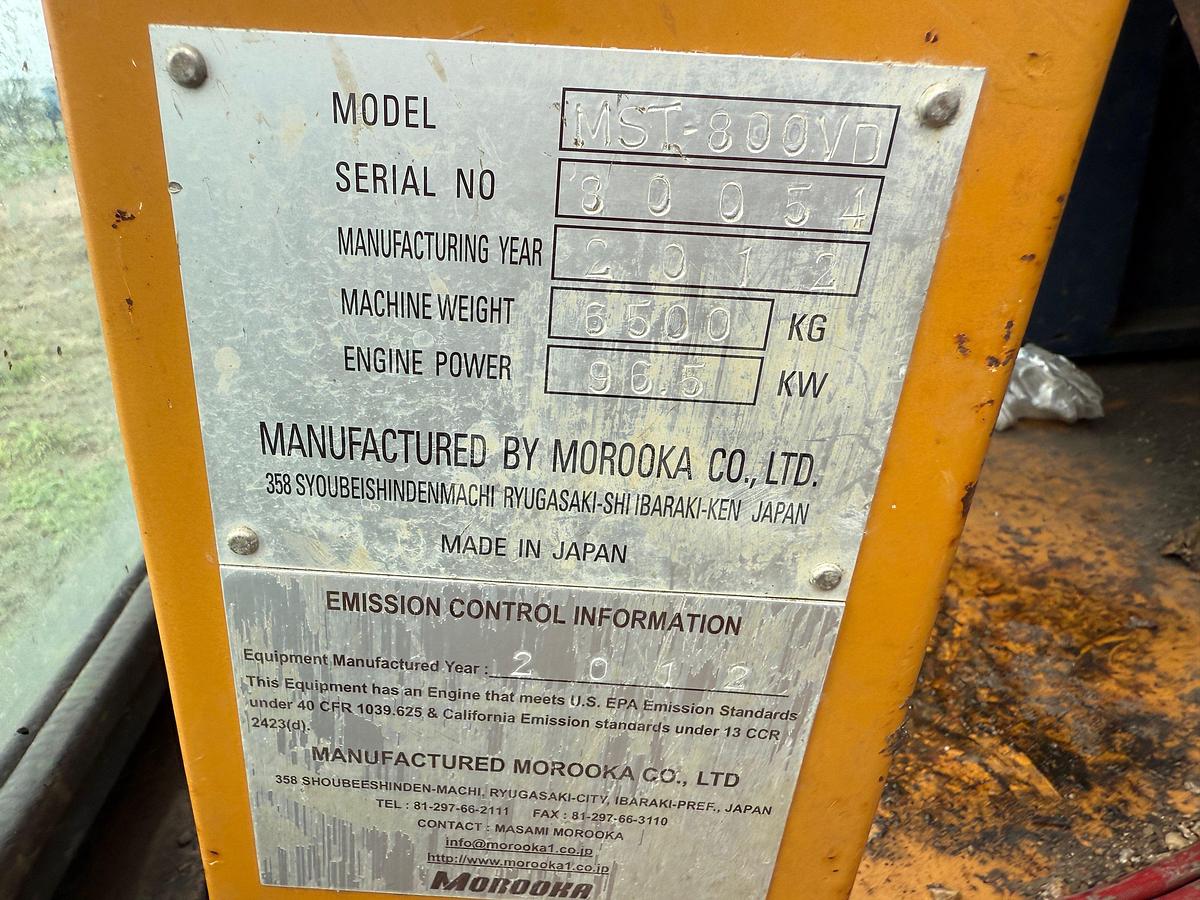 MODEL MST-800VD
SERIAL NO 80054
MANUFACTURING YEAR 2012
MACHINE WEIGHT 6500 KG
ENGINE POWER 96.5 KW
MANUFACTURED BY MOROOKA CO., LTD.
358 SYOUBEISHINDENMACHI RYUGASAKI-SHI IBARAKI-KEN JAPAN
MADE IN JAPAN
EMISSION CONTROL INFORMATION
Equipment Manufactured Year : 2012
This Equipment has an Engine that meets U.S. EPA Emission Standards
under 40 CFR 1039.625 & California Emission standards under 13 CCR
2423(d).
MANUFACTURED MOROOKA CO., LTD
358 SHOUBEESHINDEN-MACHI, RYUGASAKI-CITY, IBARAKI-PREF., JAPAN
TEL : 81-297-66-2111 FAX : 81-297-66-3110
CONTACT : MASAMI MOROOKA
info@morooka1.co.jp
http://www.morooka1.co.jp
MOROOKA